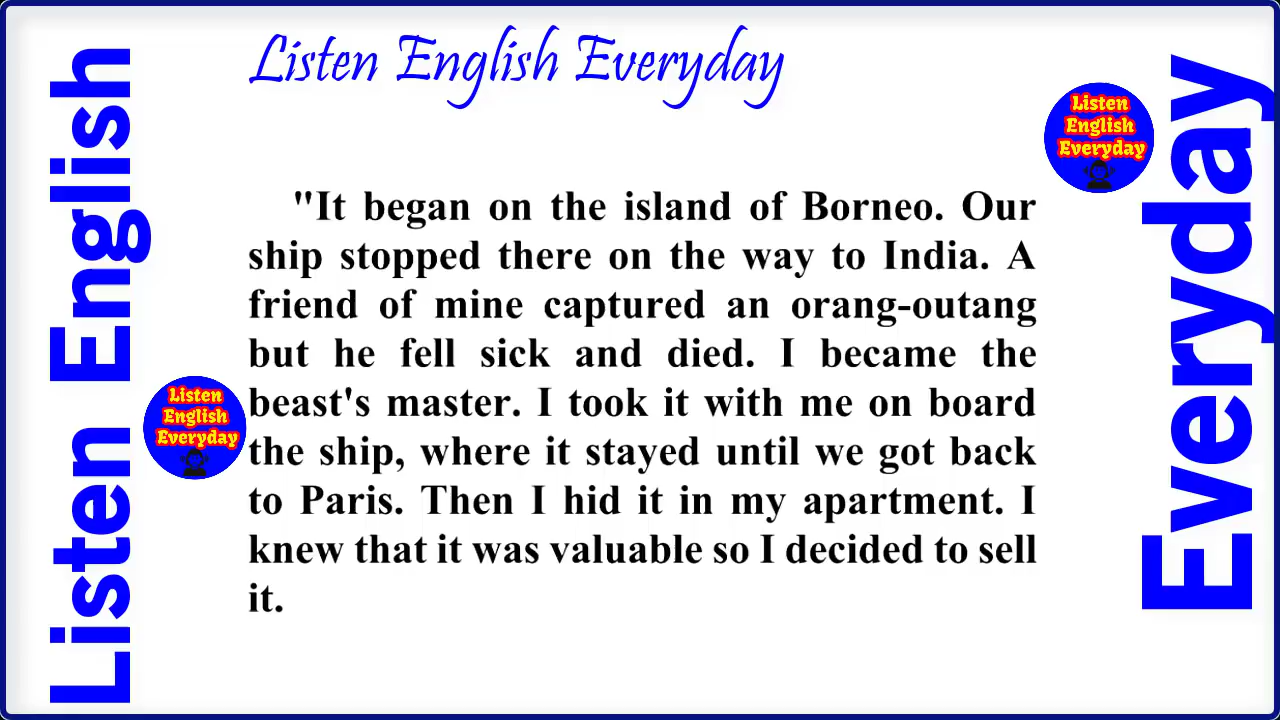 Listen English Everyday
Listen English
Everyday
Listen
English
Everyday
Listen
English
Everyday
"It began on the island of Borneo. Our
ship stopped there on the way to India. A
friend of mine captured an orang-outang
but he fell sick and died. I became the
beast's master. I took it with me on board
the ship, where it stayed until we got back
to Paris. Then I hid it in my apartment. I
knew that it was valuable so I decided to sell
it.